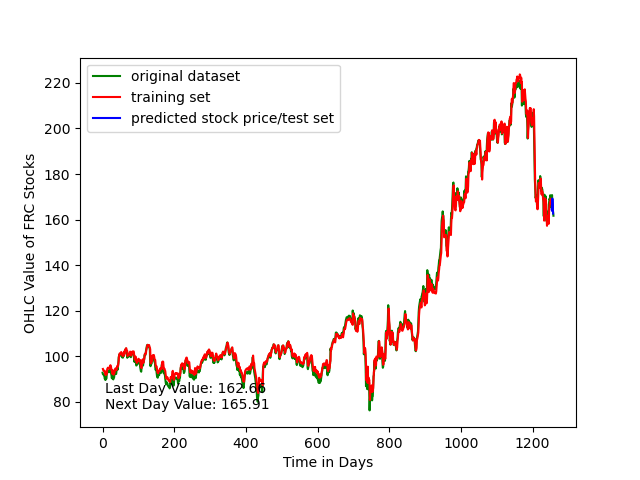 original dataset
training set
predicted stock price/test set
OHLC Value of FRC Stocks
220
200
180
160
140
120
100
80
Last Day Value: 162.66
Next Day Value: 165.91
0 200 400 600 800 1000 1200
Time in Days